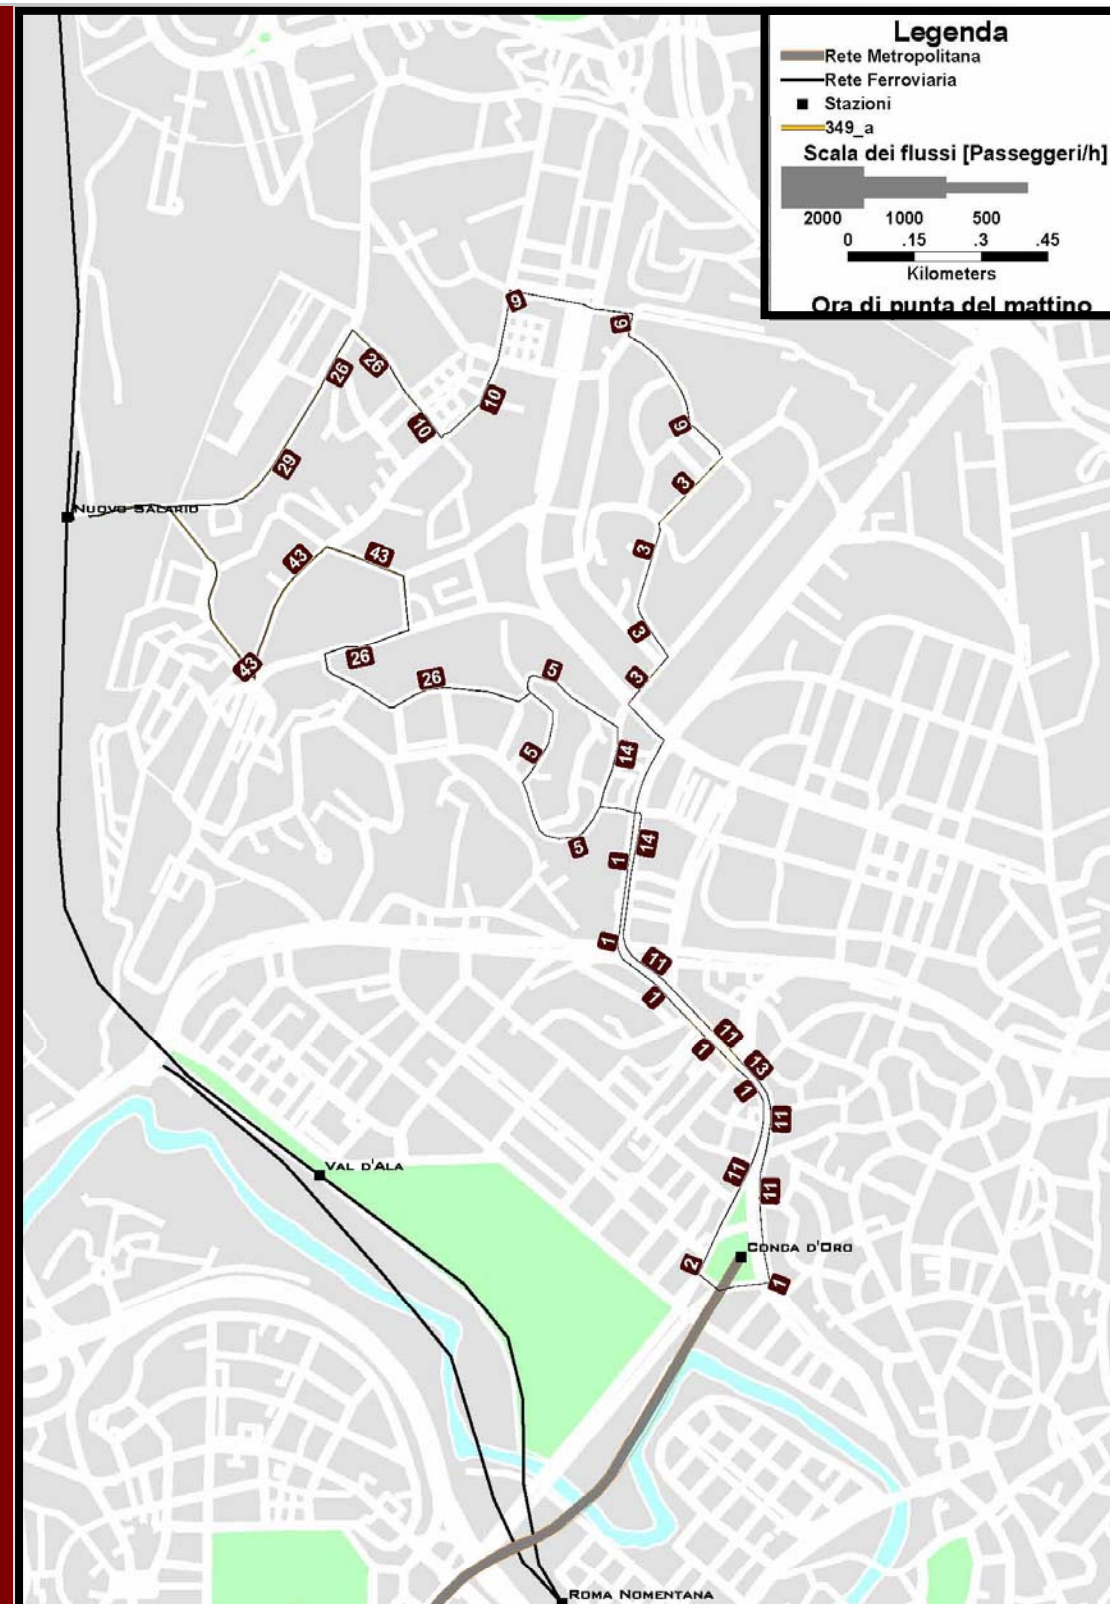 Legenda
Rete Metropolitana
Rete Ferroviaria
Stazioni
349_a
Scala dei flussi [Passeggeri/h]
2000 1000 500
0 .15 .3 .45
Kilometers
Ora di punta del mattino
9
6
26
26
10
10
9
29
3
Nuovo Salario
43
43
3
3
43
26
26
5
3
5
14
5
1
14
1
11
1
11
1
13
1
11
11
11
Val d'Ala
Conca d'Oro
2
1
Roma Nomentana